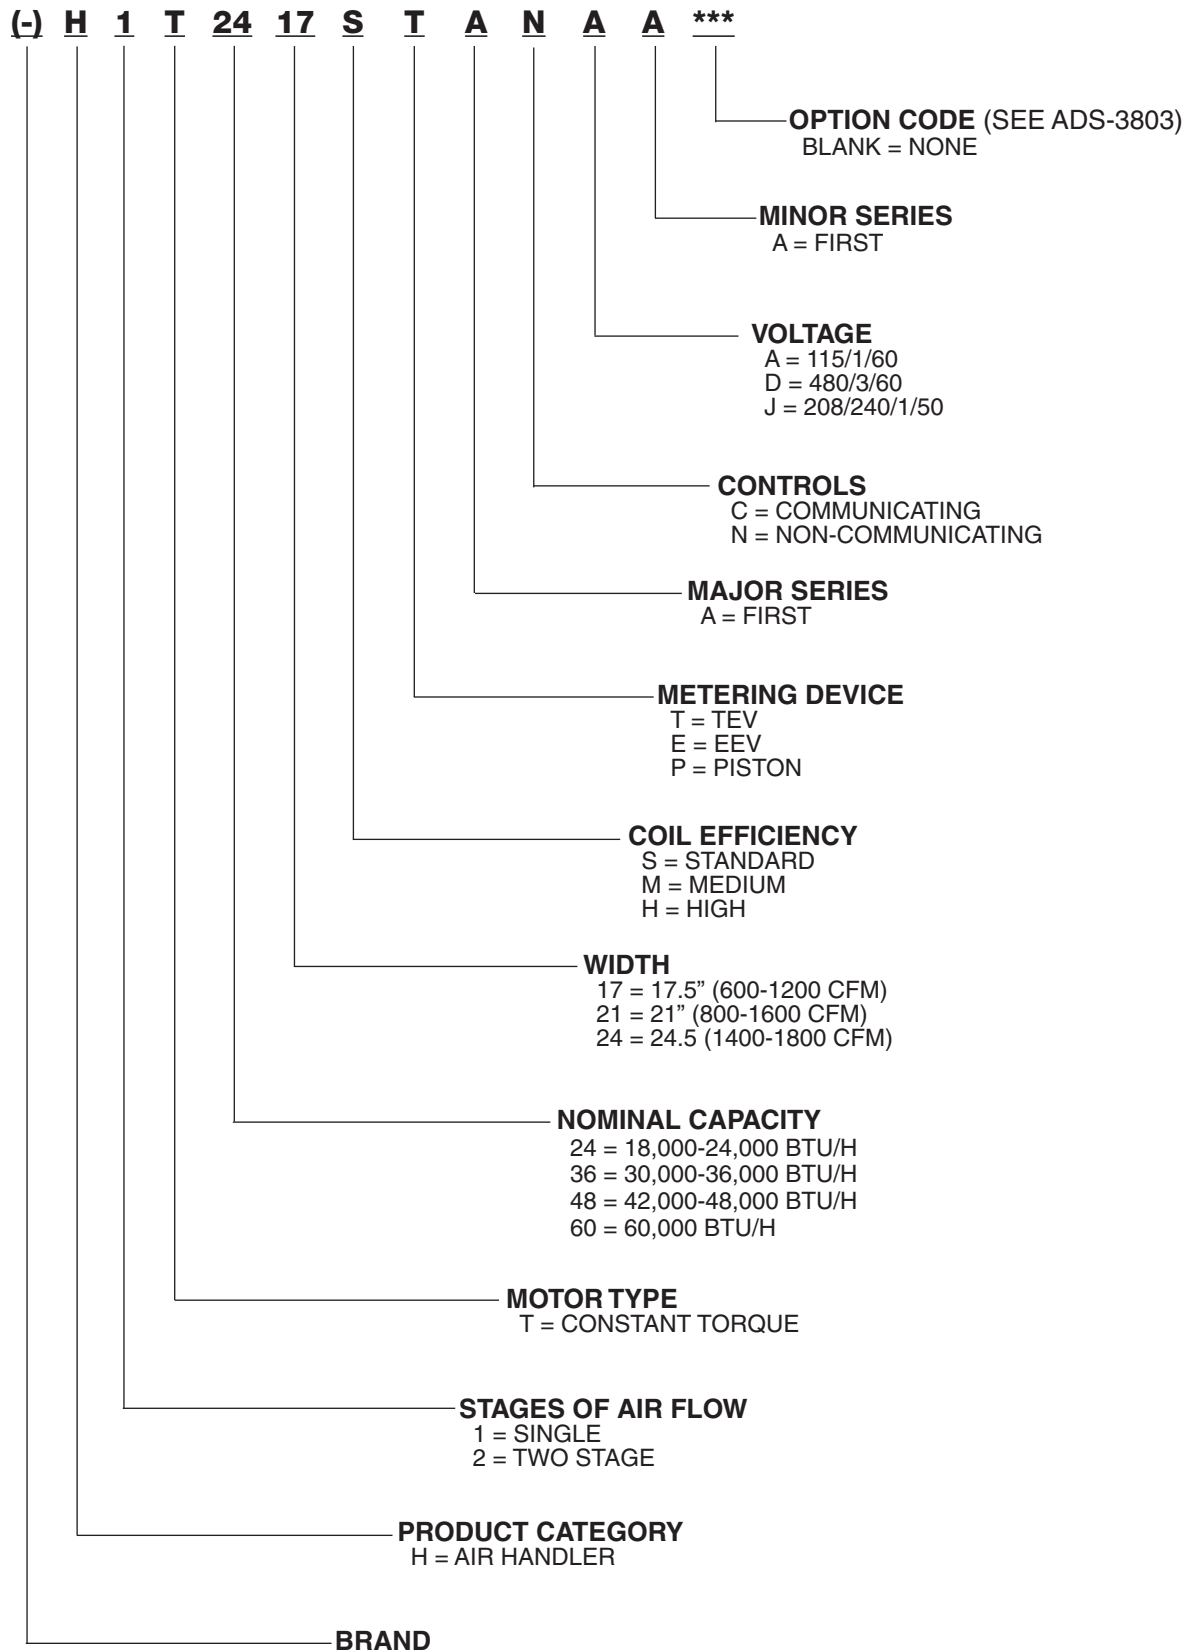 (-) H 1 T 24 17 S T A N A A ***
OPTION CODE (SEE ADS-3803)
BLANK = NONE
MINOR SERIES
A = FIRST
VOLTAGE
A = 115/1/60
D = 480/3/60
J = 208/240/1/50
CONTROLS
C = COMMUNICATING
N = NON-COMMUNICATING
MAJOR SERIES
A = FIRST
METERING DEVICE
T = TEV
E = EEV
P = PISTON
COIL EFFICIENCY
S = STANDARD
M = MEDIUM
H = HIGH
WIDTH
17 = 17.5” (600-1200 CFM)
21 = 21” (800-1600 CFM)
24 = 24.5 (1400-1800 CFM)
NOMINAL CAPACITY
24 = 18,000-24,000 BTU/H
36 = 30,000-36,000 BTU/H
48 = 42,000-48,000 BTU/H
60 = 60,000 BTU/H
MOTOR TYPE
T = CONSTANT TORQUE
STAGES OF AIR FLOW
1 = SINGLE
2 = TWO STAGE
PRODUCT CATEGORY
H = AIR HANDLER
BRAND